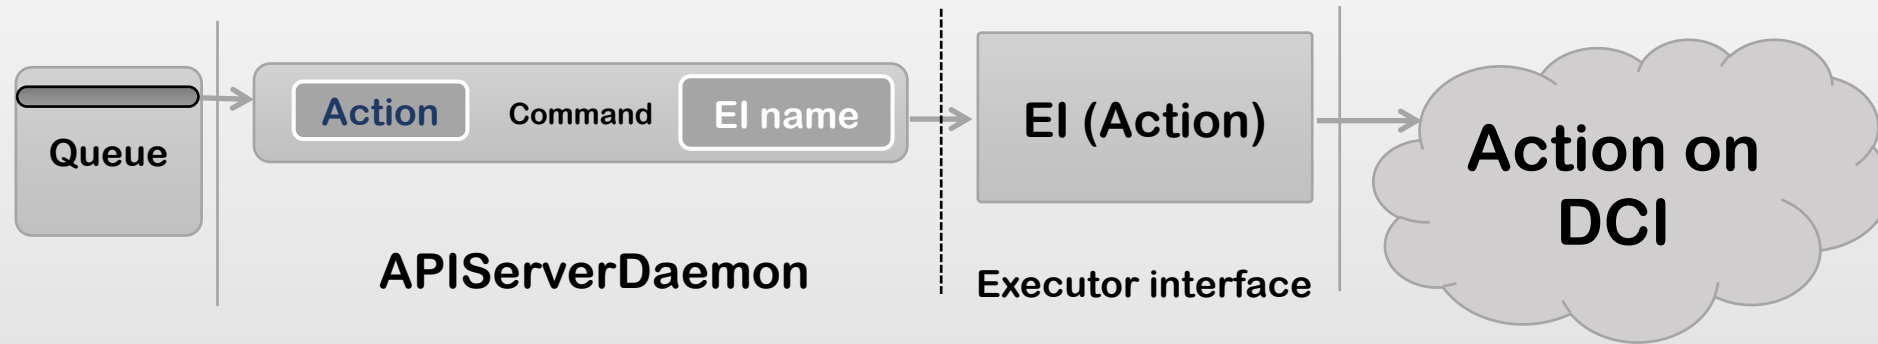 Queue
Action Command EI name
APIServerDaemon
EI (Action)
Executor interface
Action on
DCI